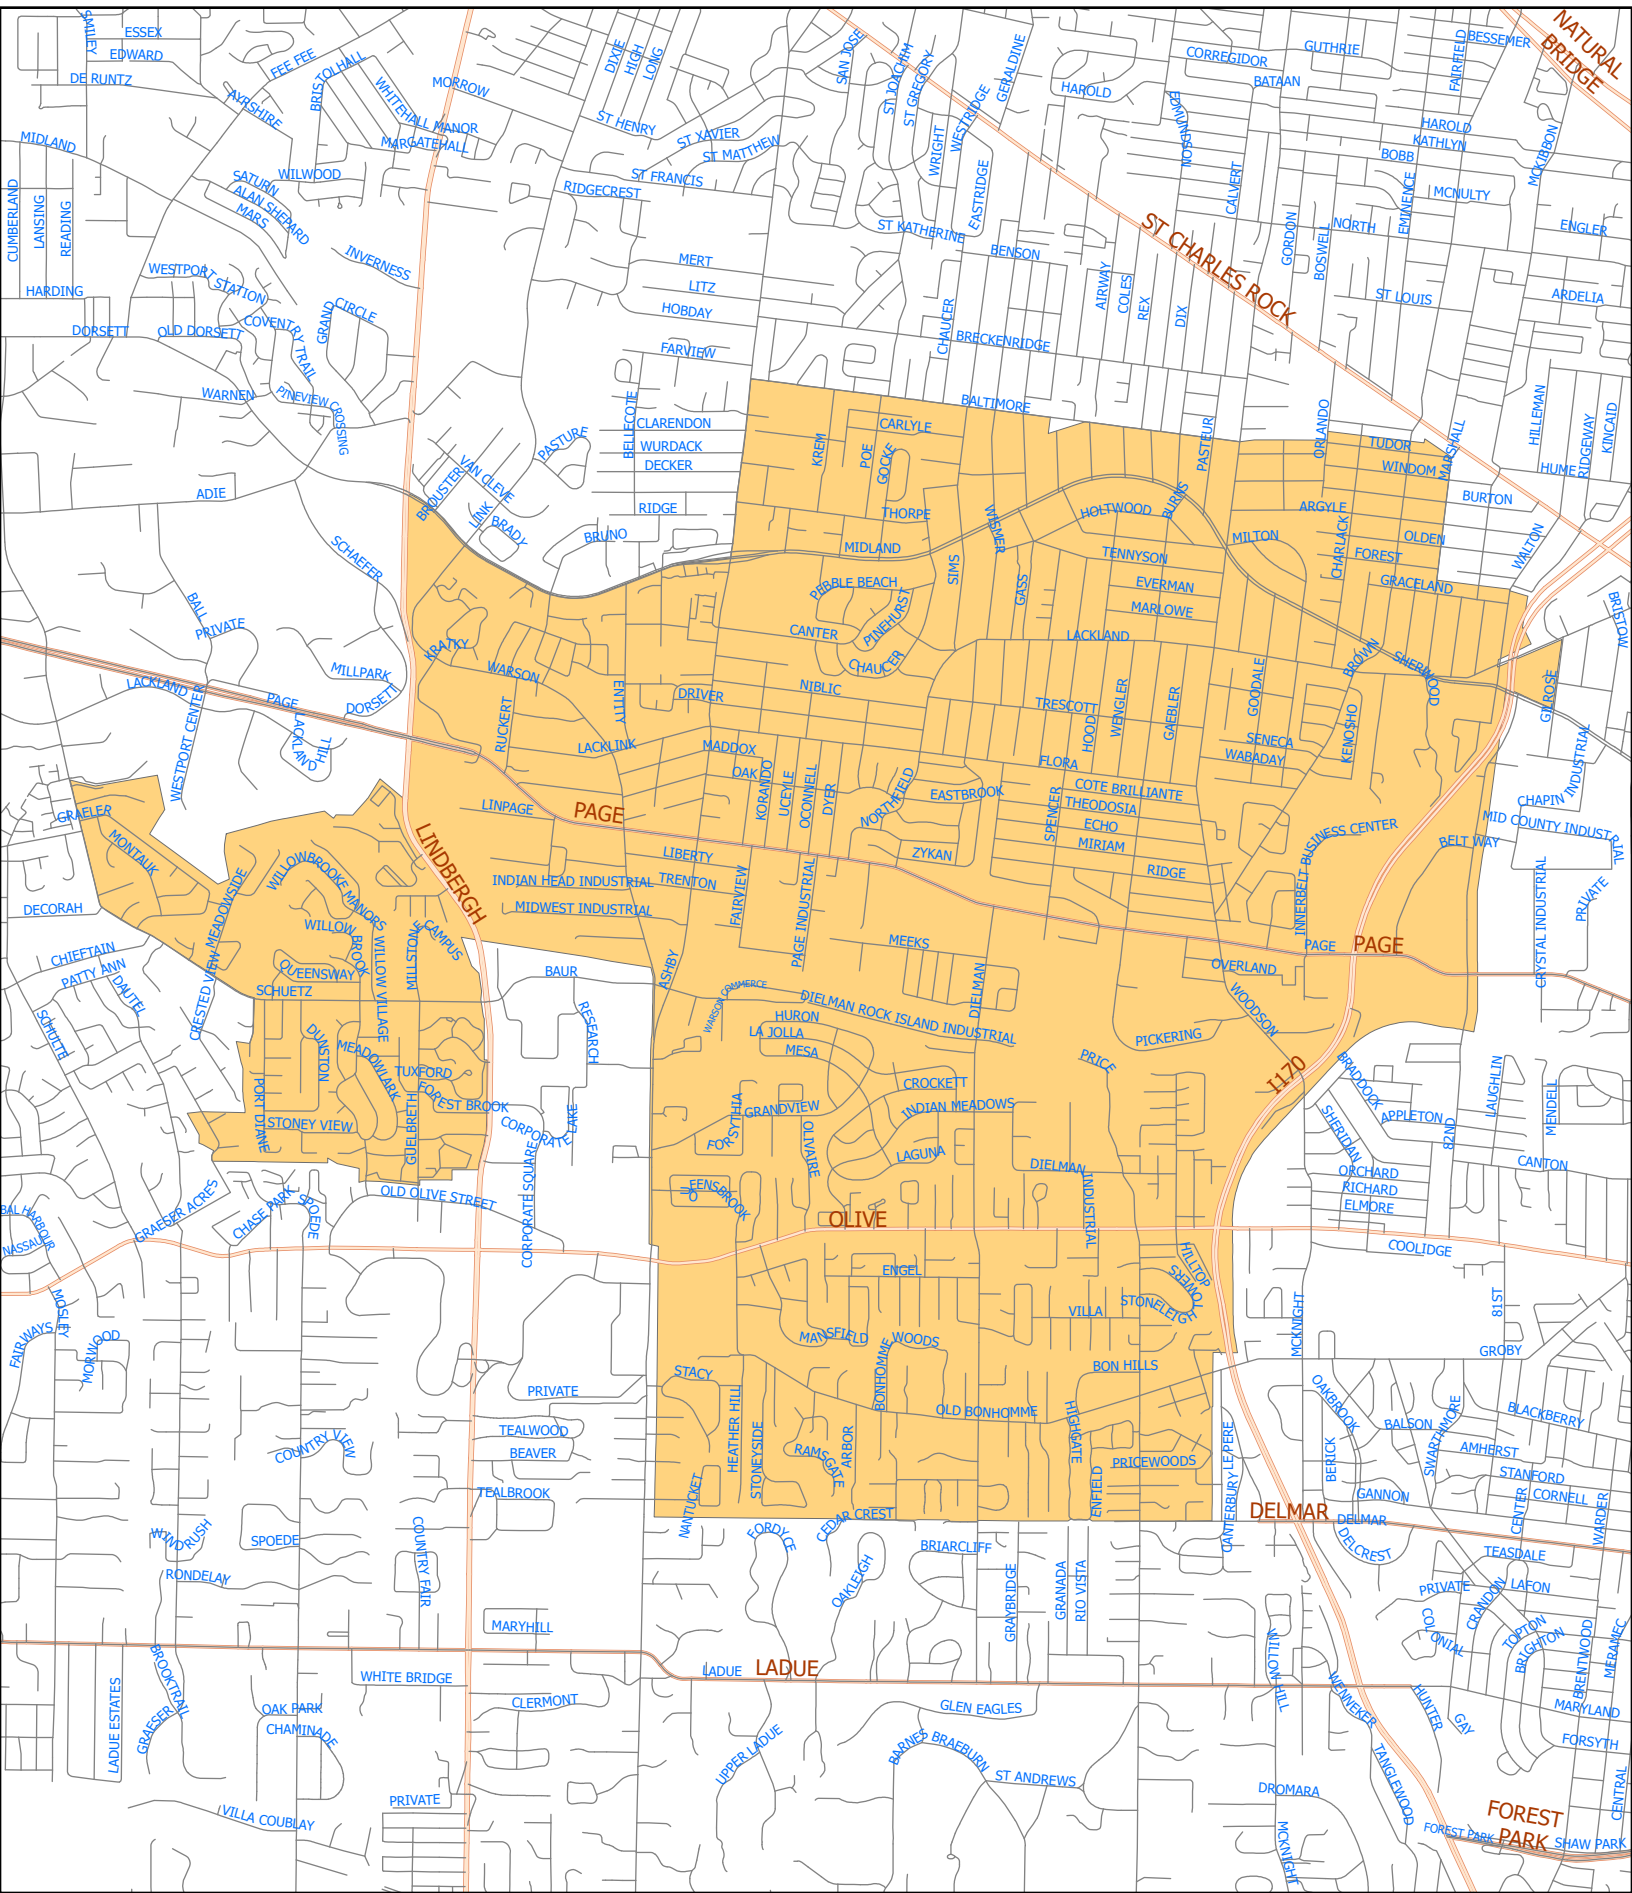 SMILEY
ESSEX
EDWARD
DE RUNTZ
FEE FEE
BRISTOLHALL
AYRSHIRE
WHITEHALL MANOR
MARGATEHALL
MORROW
DIXIE
HIGH
LONG
ST HENRY
ST XAVIER
ST MATTHEW
ST FRANCIS
RIDGECREST
SAN JOSE
ST JOACHIM
ST GREGORY
WRIGHT
WESTRIDGE
GERALDINE
EASTRIDGE
ST KATHERINE
BENSON
HAROLD
EDMUNDSON
CORREGIDOR
BATAAN
GUTHRIE
FAIRFIELD
BESSEMER
NATURAL
BRIDGE
HAROLD
KATHLYN
BOBB
MCKIBBON
MCNULTY
EMINENCE
CALVERT
GORDON
BOSWELL
NORTH
ENGLER
ST CHARLES ROCK
ST LOUIS
ARDELIA
MIDLAND
CUMBERLAND
LANSING
READING
SATURN
ALAN SHEPARD
MARS
WILWOOD
INVERNESS
WESTPORT STATION
HARDING
DORSETT
OLD DORSETT
COVENTRY TRAIL
GRAND
CIRCLE
WARNEN
PINEVIEW CROSSING
MERT
LITZ
HOBDAY
FARVIEW
CHAUCER
BRECKENRIDGE
AIRWAY
COLES
REX
DIX
BELLECOTE
CLARENDON
WURDACK
DECKER
RIDGE
PASTURE
VAN CLEVE
BROUSTER
LINK
BRADY
BRUNO
ADIE
SCHAEFER
BALTIMORE
CARLYLE
KREM
POE
GOCKE
THORPE
MIDLAND
WISMER
HOLTWOOD
BURNS
PASTEUR
ORLANDO
TUDOR
WINDOM
MARSHALL
HILLEMAN
RIDGEWAY
KINCAID
HUME
BURTON
WALTON
ARGYLE
CHARLACK
OLDEN
FOREST
GRACELAND
MILTON
TENNYSON
EVERMAN
MARLOWE
LACKLAND
SIMS
GASS
PEBBLE BEACH
PINEHURST
CANTER
CHAUCER
NIBLIC
DRIVER
BALL
PRIVATE
MILLPARK
DORSETT
LACKLAND
WESTPORT CENTER
PAGE
LACKLAND HILL
KRATKY
WARSON
RUCKERT
ENTITY
LACKLINK
MADDOX
OAK
KORANDO
UCEYLE
OCONNELL
DYER
NORTHFIELD
EASTBROOK
ZYKAN
TRESCOTT
HOOD
WENGLER
GAEBLER
GOODALE
BROWN
SHERWOOD
KENOSHO
SENECA
WABADAY
FLORA
COTE BRILLIANTE
THEODOSIA
ECHO
MIRIAM
SPENCER
RIDGE
GILROSE
BRISTOW
INDUSTRIAL
CHAPIN
MID COUNTY INDUSTRIAL
BELT WAY
INNERBELT BUSINESS CENTER
CRYSTAL INDUSTRIAL
PRIVATE
GRAELER
MONTAUK
LINPAGE
PAGE
LINDBERGH
LIBERTY
TRENTON
INDIAN HEAD INDUSTRIAL
MIDWEST INDUSTRIAL
FAIRVIEW
PAGE INDUSTRIAL
MEEKS
PAGE
PAGE
OVERLAND
WOODSON
PICKERING
PRICE
I170
DECORAH
CHIEFTAIN
PATTY ANN
DAUTEL
SCHULTE
WILLOWBROOKE MANORS
MEADOWSIDE
CRESTED VIEW
WILLOW BROOK
WILLOW VILLAGE
MILLSTONE
CAMPUS
QUEENSWAY
SCHUETZ
BAUR
RESEARCH
ASHBY
WARSON COMMERCE
DIELMAN ROCK ISLAND INDUSTRIAL
DIELMAN
HURON
LA JOLLA
MESA
DUNSTON
MEADOWLARK
TUXFORD
FOREST BROOK
PORT DIANE
STONEY VIEW
GUELBRETH
CORPORATE LAKE
CORPORATE SQUARE
CROCKETT
INDIAN MEADOWS
GRANDVIEW
FORSYTHIA
OLIVAIRE
LAGUNA
DIELMAN INDUSTRIAL
BRADDOCK
SHERIDAN
APPLETON
82ND
LAUGHLIN
MENDELL
CANTON
ORCHARD
RICHARD
ELMORE
COOLIDGE
BAL HARBOUR
NASSAU
GRAESER ACRES
CHASE PARK
SPOEDE
OLD OLIVE STREET
OLIVE
ENGEL
HILLTOP
TOWERS
STONELEIGH
VILLA
MANSFIELD
WOODS
BONHOMME
BON HILLS
MCKNIGHT
81ST
GROBY
FAIR WAYS
MOSLEY
MORWOOD
PRIVATE
STACY
HEATHER HILL
STONEYSIDE
RAMSGATE
ARBOR
OLD BONHOMME
HIGHGATE
PRICEWOODS
ENFIELD
NANTUCKET
CEDAR CREST
CANTERBURY
LE PERE
OAKBROOK
BERICK
BALSON
SWARTHMORE
BLACKBERRY
AMHERST
STANFORD
CORNELL
CENTER
WARDER
GANNON
DELMAR
DELMAR
DELCREST
TEALWOOD
BEAVER
TEALBROOK
COUNTRY VIEW
WINDRUSH
SPOEDE
RONDELAY
COUNTRY FAIR
MARYHILL
FORDYCE
OAKLEIGH
BRIARCLIFF
GRAYBRIDGE
GRANADA
RIO VISTA
TEASDALE
LAFON
PRIVATE
CRANDON
COLONIAL
TOPTON
BRIGHTON
BRENTWOOD
MERAMEC
WILLOW HILL
WENNEKER
HUNTER
GAY
MARYLAND
FORSYTH
CENTRAL
BROOKTRAIL
WHITE BRIDGE
LADUE
LADUE
LADUE ESTATES
GRAESER
OAK PARK
CHAMINADE
CLERMONT
GLEN EAGLES
UPPER LADUE
BARNES
BRAEBURN
ST ANDREWS
DROMARA
TANGLEWOOD
PRIVATE
VILLA COUBLAY
MCKNIGHT
FOREST
PARK
FOREST PARK
SHAW PARK